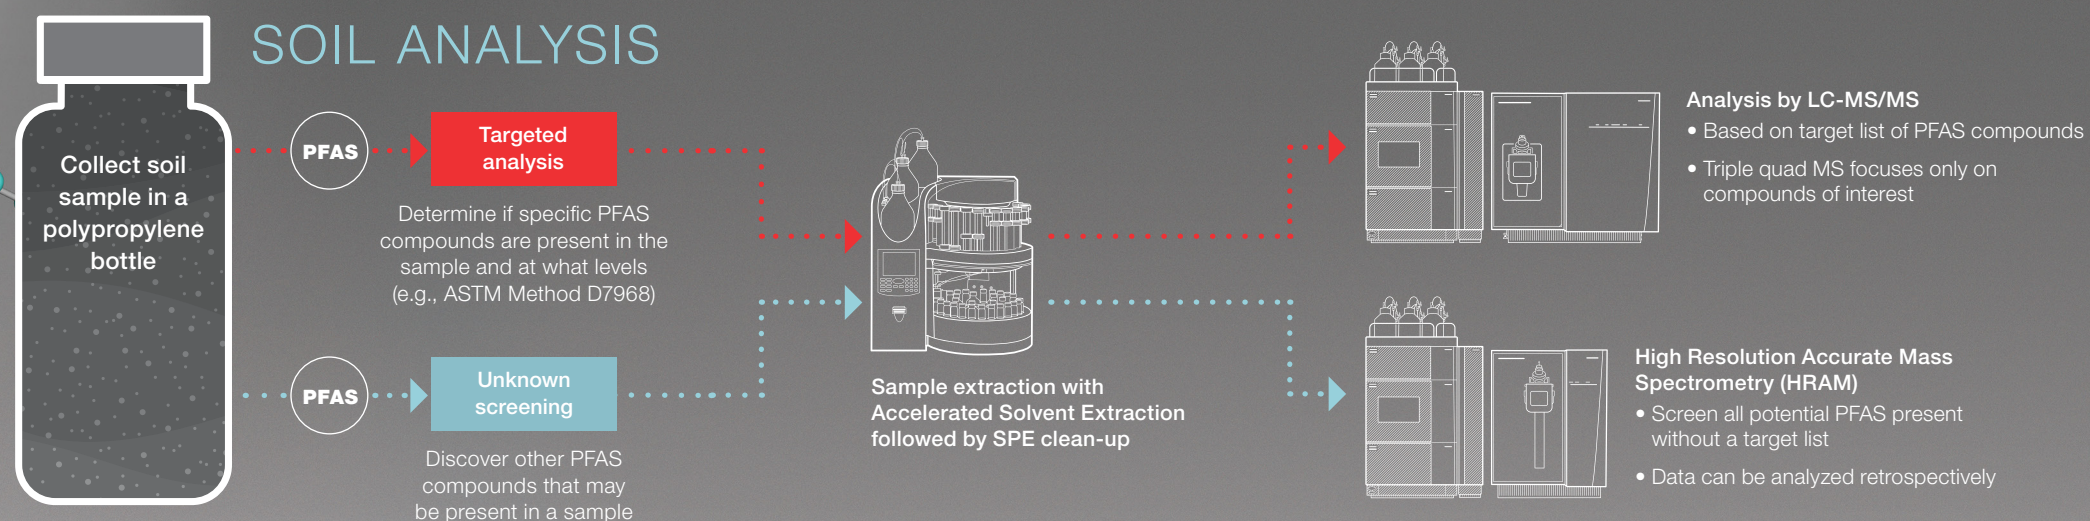 SOIL ANALYSIS
Collect soil
sample in a
polypropylene
bottle
PFAS
Targeted
analysis
Determine if specific PFAS
compounds are present in the
sample and at what levels
(e.g., ASTM Method D7968)
PFAS
Unknown
screening
Discover other PFAS
compounds that may
be present in a sample
Sample extraction with
Accelerated Solvent Extraction
followed by SPE clean-up
Analysis by LC-MS/MS
• Based on target list of PFAS compounds
• Triple quad MS focuses only on
compounds of interest
High Resolution Accurate Mass
Spectrometry (HRAM)
• Screen all potential PFAS present
without a target list
• Data can be analyzed retrospectively